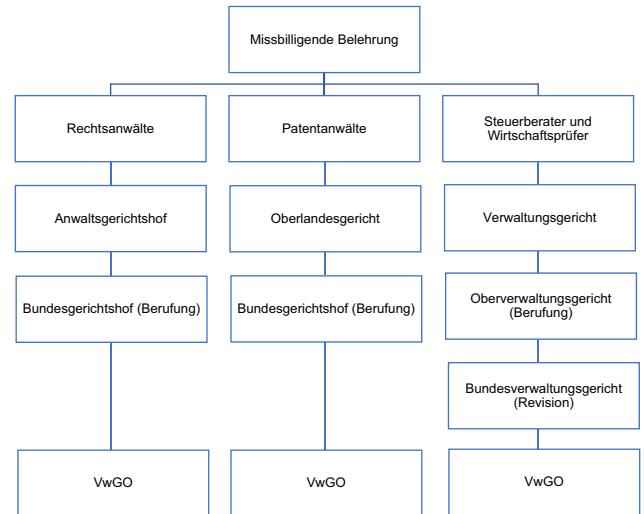 Missbilligende Belehrung
Rechtsanwälte
Patentanwälte
Steuerberater und
Wirtschaftsprüfer
Anwaltsgerichtshof
Oberlandesgericht
Verwaltungsgericht
Bundesgerichtshof (Berufung)
Bundesgerichtshof (Berufung)
Oberverwaltungsgericht
(Berufung)
Bundesverwaltungsgericht
(Revision)
VwGO
VwGO
VwGO